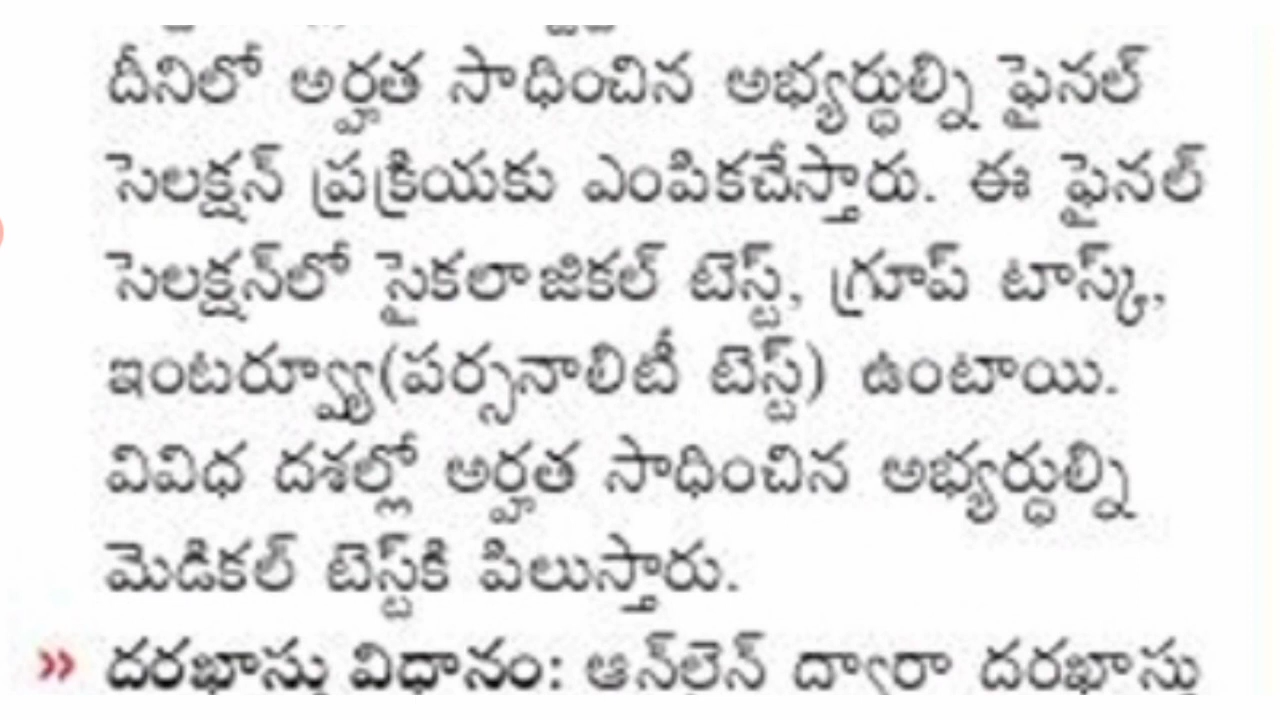 దీనిలో అర్హత సాధించిన అభ్యర్థుల్ని ఫైనల్
సెలక్షన్ ప్రక్రియకు ఎంపికచేస్తారు. ఈ ఫైనల్
సెలక్షన్‌లో సైకలాజికల్ టెస్ట్, గ్రూప్ టాస్క్,
ఇంటర్వ్యూ(పర్సనాలిటీ టెస్ట్) ఉంటాయి.
వివిధ దశల్లో అర్హత సాధించిన అభ్యర్థుల్ని
మెడికల్ టెస్ట్‌కి పిలుస్తారు.
» దరఖాస్తు విధానం: ఆన్‌లైన్ ద్వారా దరఖాస్తు